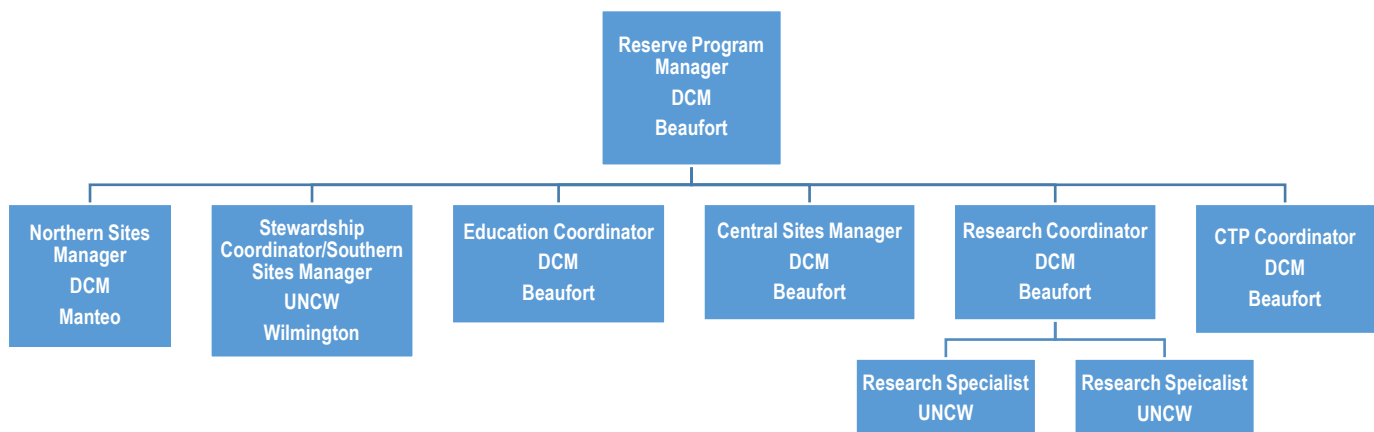 Reserve Program
Manager
DCM
Beaufort
Northern Sites
Manager
DCM
Manteo
Stewardship
Coordinator/Southern
Sites Manager
UNCW
Wilmington
Education Coordinator
DCM
Beaufort
Central Sites Manager
DCM
Beaufort
Research Coordinator
DCM
Beaufort
CTP Coordinator
DCM
Beaufort
Research Specialist
UNCW
Research Speicalist
UNCW